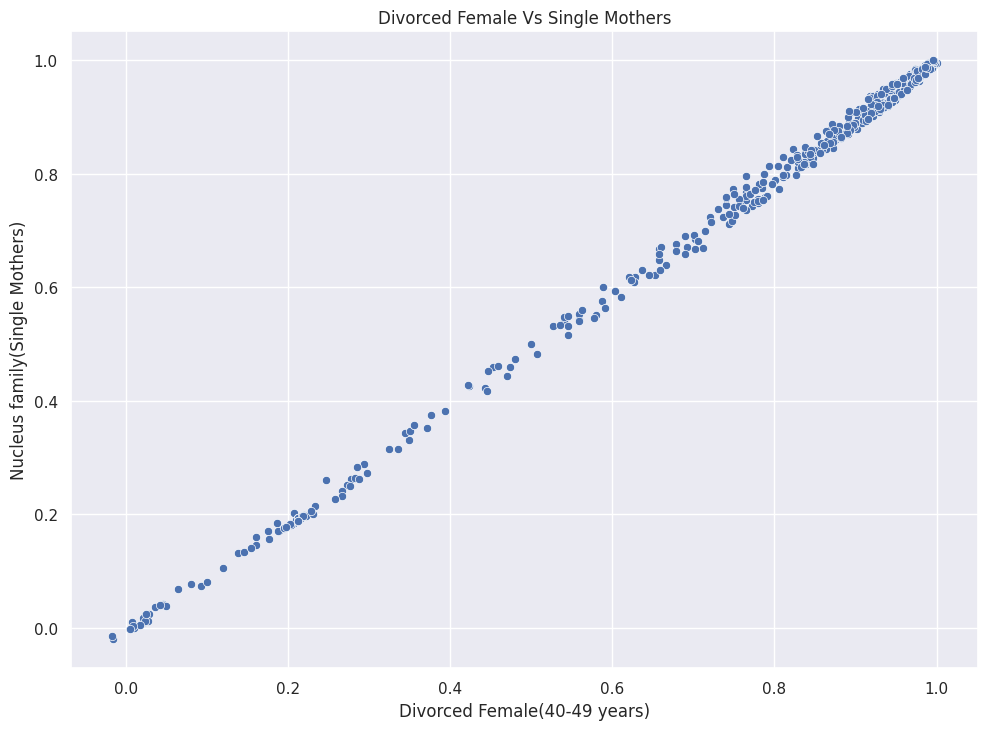 Divorced Female Vs Single Mothers
Nucleus family(Single Mothers)
1.0
0.8
0.6
0.4
0.2
0.0
0.0 0.2 0.4 0.6 0.8 1.0
Divorced Female(40-49 years)